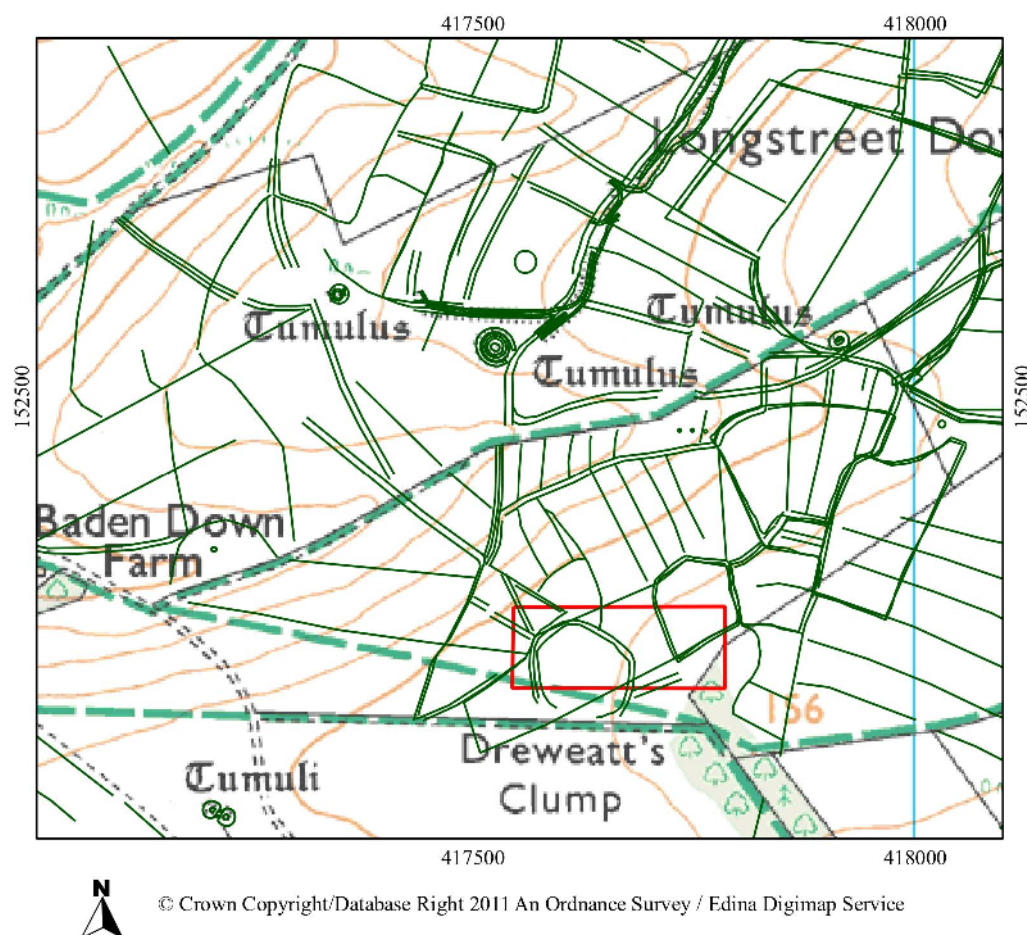 417500 418000
Longstreet Do
Tumulus
Tumulus
Tumulus
152500
152500
Baden Down
Farm
156
Dreweatt's
Clump
Tumuli
417500 418000
N
© Crown Copyright/Database Right 2011 An Ordnance Survey / Edina Digimap Service